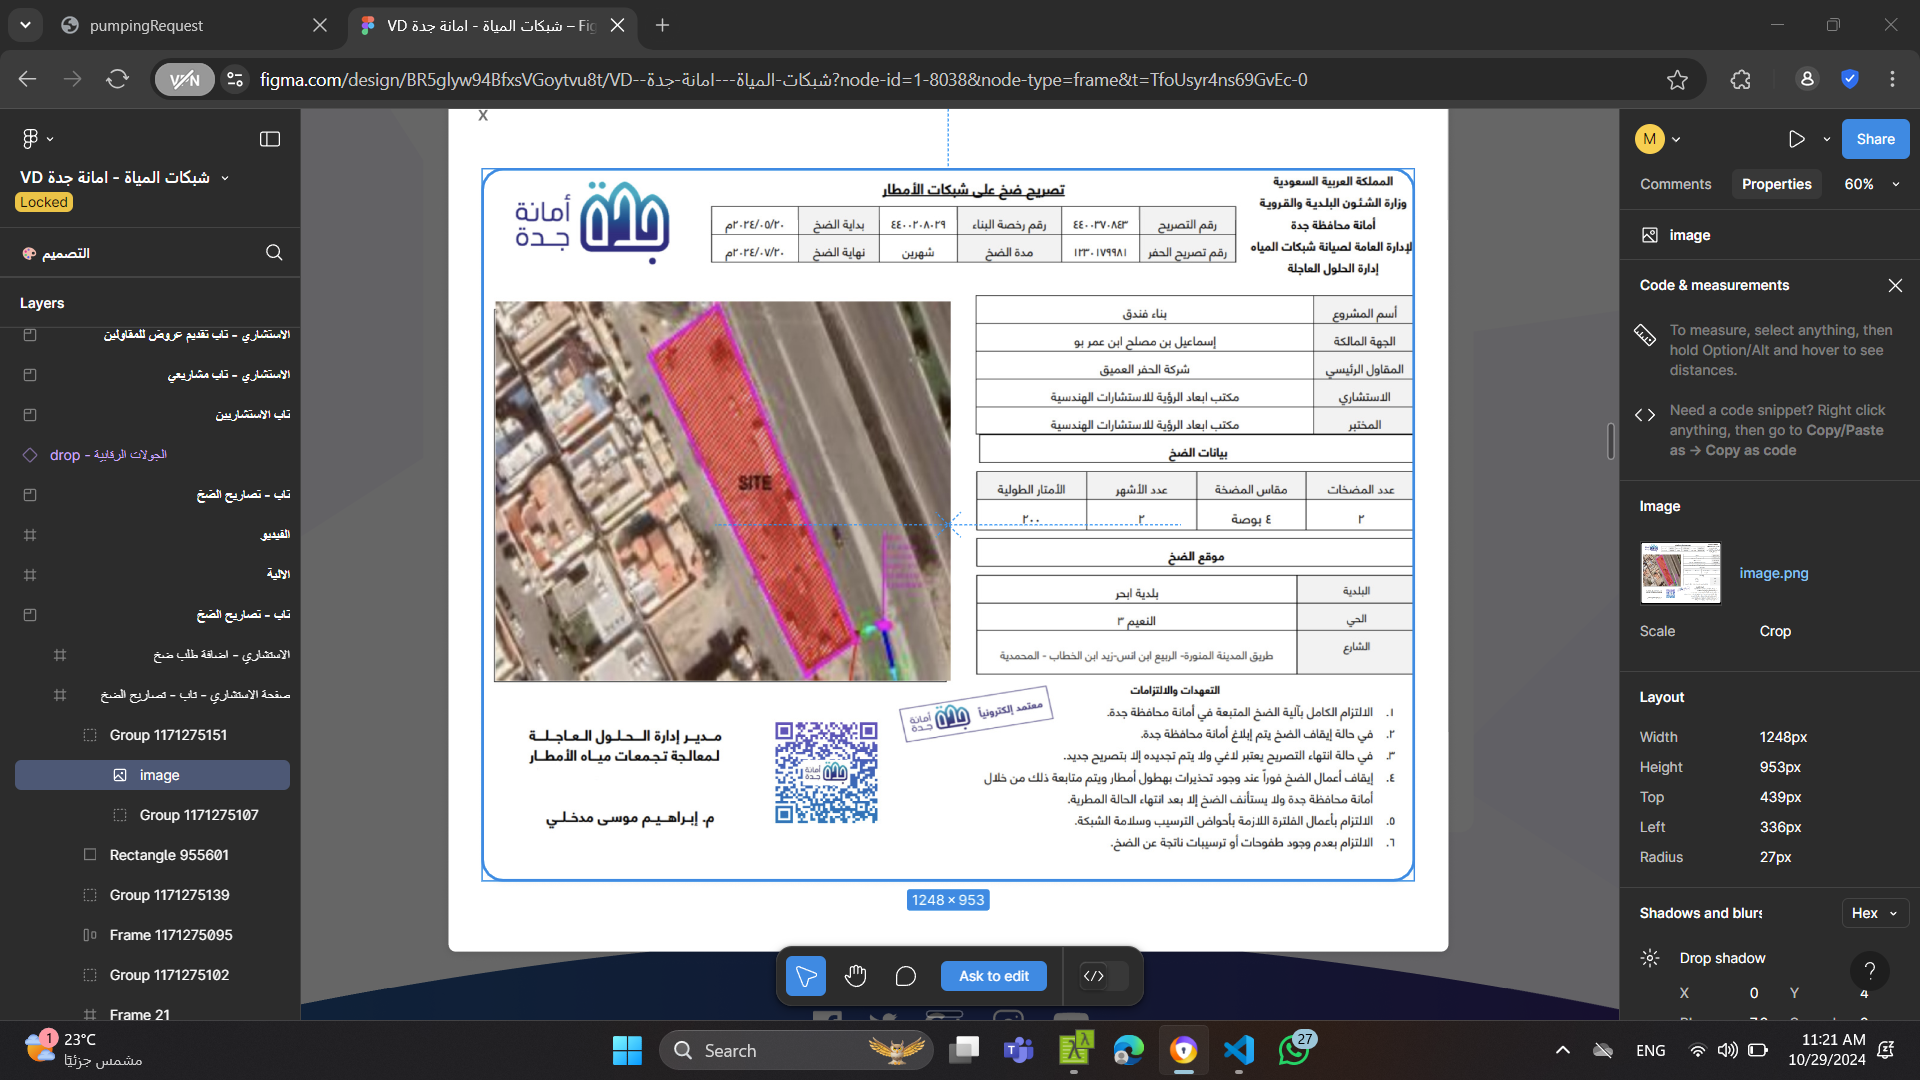 pumpingRequest
VD شبكات المياة - امانة جدة – Fig
VPN
figma.com/design/BR5glyw94BfxsVGoytvu8t/VD--شبكات-المياة---امانة-جدة?node-id=1-8038&node-type=frame&t=TfoUsyr4ns69GvEc-0
VD شبكات المياة - امانة جدة
Locked
التصميم
Layers
الاستشاري - تاب تقديم عروض للمقاولين
الاستشاري - تاب مشاريعي
تاب الاستشاريين
drop - الجولات الرقابية
تاب - تصاريح الضخ
الفيديو
الالية
تاب - تصاريح الضخ
الاستشاري - اضافة طلب ضخ
صفحة الاستشاري - تاب - تصاريح الضخ
Group 1171275151
image
Group 1171275107
Rectangle 955601
Group 1171275139
Frame 1171275095
Group 1171275102
Frame 21
X
المملكة العربية السعودية
وزارة الشئون البلدية والقروية
أمانة محافظة جدة
لإدارة العامة لصيانة شبكات المياه
إدارة الحلول العاجلة
تصريح ضخ على شبكات الأمطار
أمانة جدة
رقم التصريح ٤٤٠٠٣٧٠٨٤٣ رقم رخصة البناء ٤٤٠٠٢٠٨٠٢٩ بداية الضخ ٢٠٢٤/٠٥/٢٠م
رقم تصريح الحفر ١٢٣٠١٧٩٩٨١ مدة الضخ شهرين نهاية الضخ ٢٠٢٤/٠٧/٢٠م
أسم المشروع بناء فندق
الجهة المالكة إسماعيل بن مصلح ابن عمر بو
المقاول الرئيسي شركة الحفر العميق
الاستشاري مكتب ابعاد الرؤية للاستشارات الهندسية
المختبر مكتب ابعاد الرؤية للاستشارات الهندسية
بيانات الضخ
عدد المضخات مقاس المضخة عدد الأشهر الأمتار الطولية
٢ ٤ بوصة ٢ ٢٠٠
موقع الضخ
البلدية بلدية ابحر
الحي النعيم ٣
الشارع طريق المدينة المنورة- الربيع ابن انس-زيد ابن الخطاب - المحمدية
SITE
التعهدات والالتزامات
١. الالتزام الكامل بآلية الضخ المتبعة في أمانة محافظة جدة.
٢. في حالة إيقاف الضخ يتم إبلاغ أمانة محافظة جدة.
٣. في حالة انتهاء التصريح يعتبر لاغي ولا يتم تجديده إلا بتصريح جديد.
٤. إيقاف أعمال الضخ فوراً عند وجود تحذيرات بهطول أمطار ويتم متابعة ذلك من خلال
أمانة محافظة جدة ولا يستأنف الضخ إلا بعد انتهاء الحالة المطرية.
٥. الالتزام بأعمال الفلترة اللازمة بأحواض الترسيب وسلامة الشبكة.
٦. الالتزام بعدم وجود طفوحات أو ترسيبات ناتجة عن الضخ.
معتمد إلكترونياً أمانة جدة
أمانة جدة
مدير إدارة الحلول العاجلة
لمعالجة تجمعات مياه الأمطار
م. إبراهيم موسى مدخلي
1248 × 953
Ask to edit
M
Share
Comments
Properties
60%
image
Code & measurements
To measure, select anything, then
hold Option/Alt and hover to see
distances.
Need a code snippet? Right click
anything, then go to Copy/Paste
as → Copy as code
Image
image.png
Scale Crop
Layout
Width 1248px
Height 953px
Top 439px
Left 336px
Radius 27px
Shadows and blurs
Hex
Drop shadow
?
X 0 Y 4
1
23°C
مشمس جزئيًا
Search
27
ENG
11:21 AM
10/29/2024